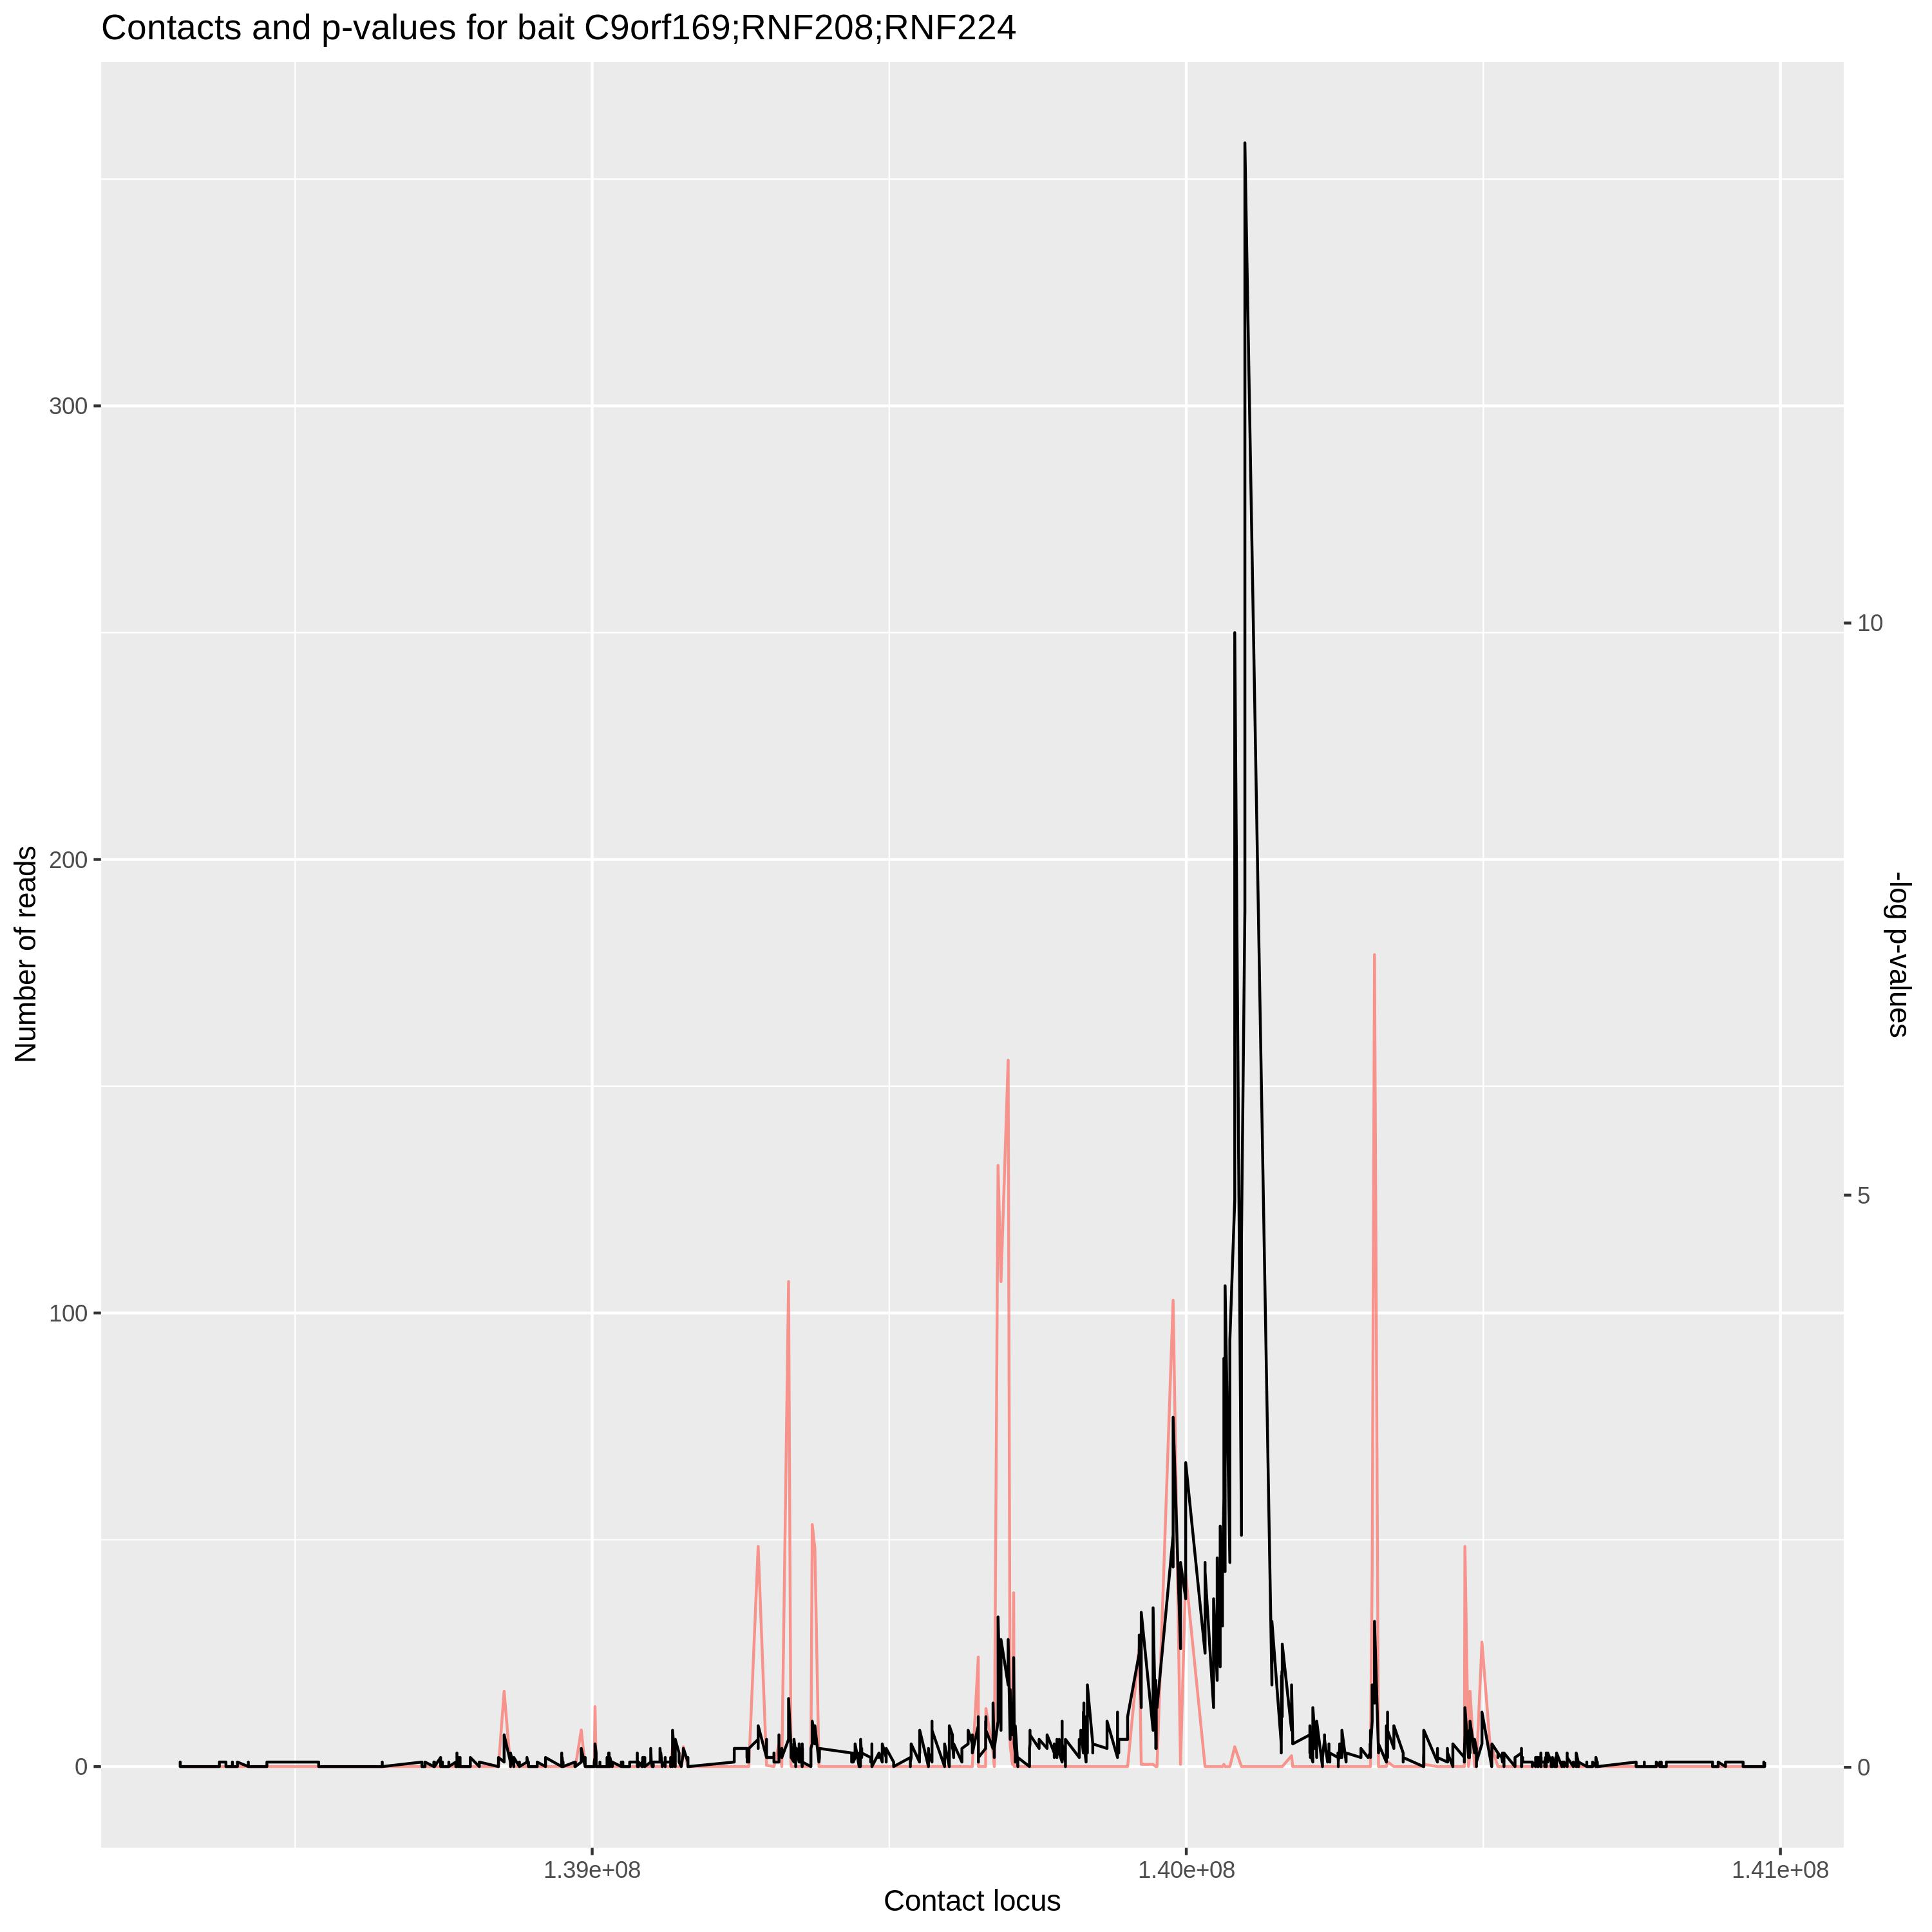 Contacts and p-values for bait C9orf169;RNF208;RNF224
Number of reads
300
200
100
0
10
5
0
-log p-values
1.39e+08
1.40e+08
1.41e+08
Contact locus